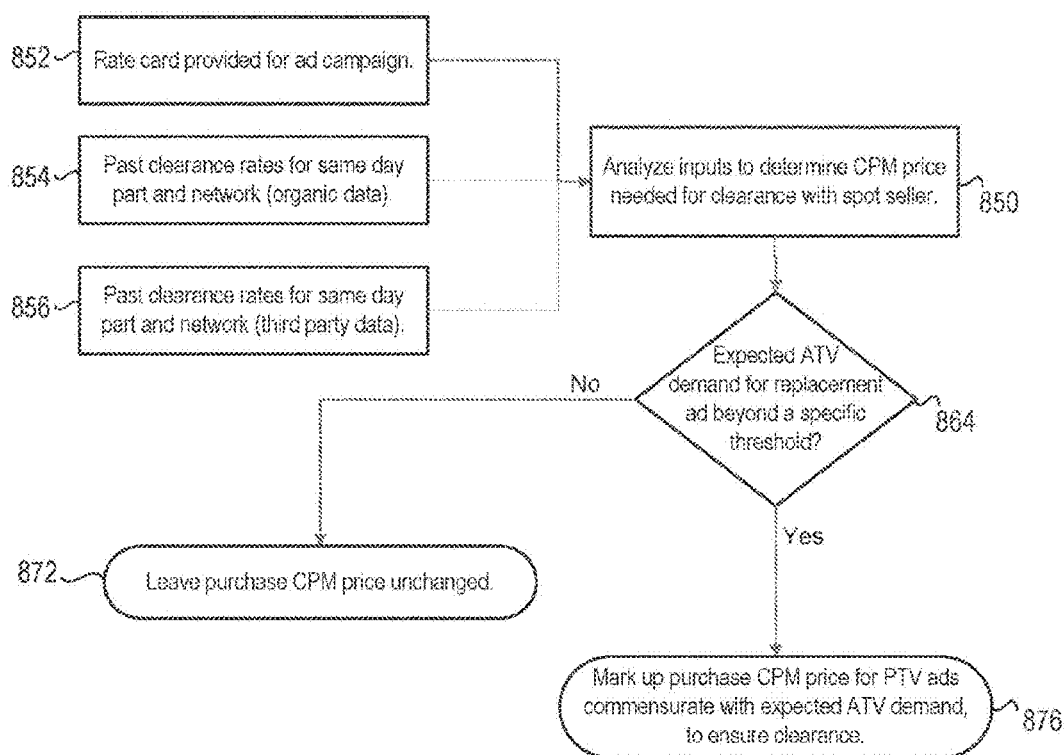 852
Rate card provided for ad campaign.
854
Past clearance rates for same day
part and network (organic data)
856
Past clearance rates for same day
part and network (third party data).
Analyze inputs to determine CPM price
needed for clearance with spot seller.
850
Expected ATV
demand for replacement
ad beyond a specific
threshold?
864
No
Yes
872
Leave purchase CPM price unchanged.
Mark up purchase CPM price for PTV ads
commensurate with expected ATV demand,
to ensure clearance.
876